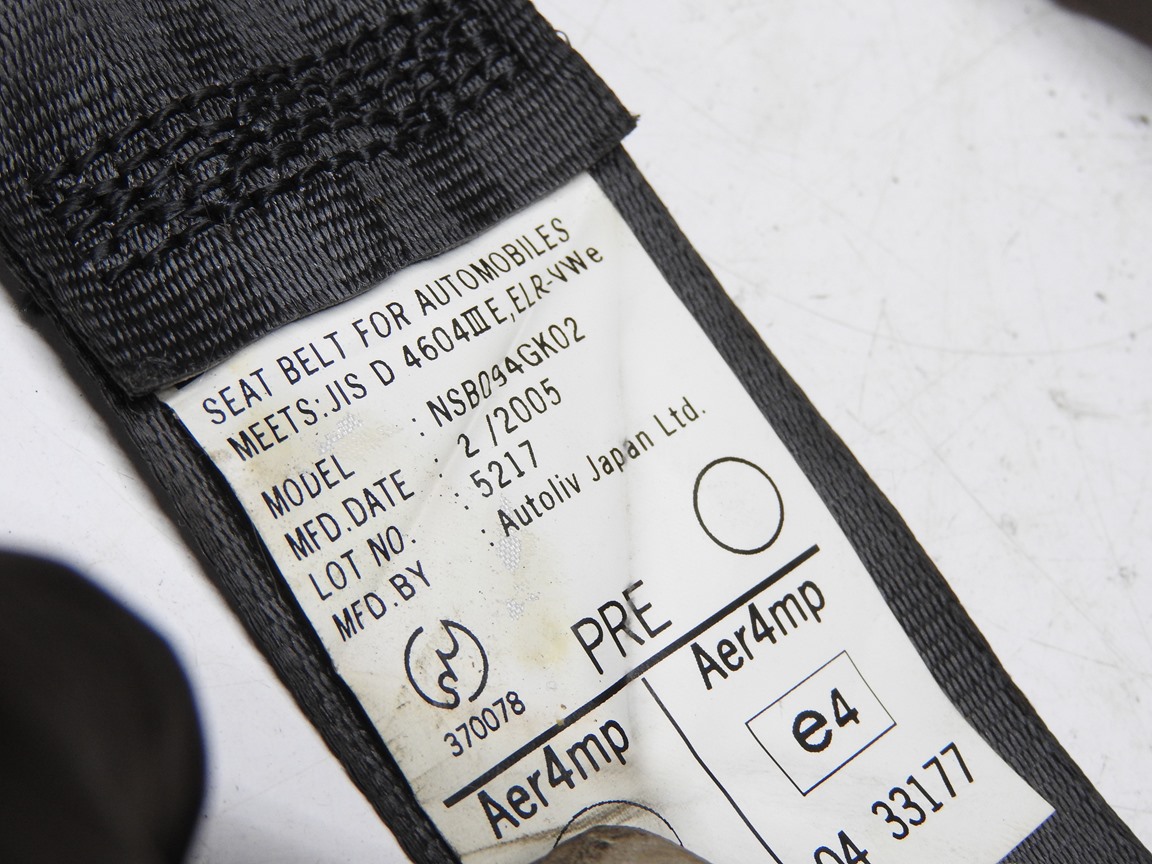 SEAT BELT FOR AUTOMOBILES
MEETS:JIS D 4604ⅢE,ELR-VWe
MODEL : NSB094GK02
MFD.DATE : 2 /2005
LOT NO. : 5217
MFD.BY : Autoliv Japan Ltd.
370078
PRE
Aer4mp
Aer4mp
e4
04 33177